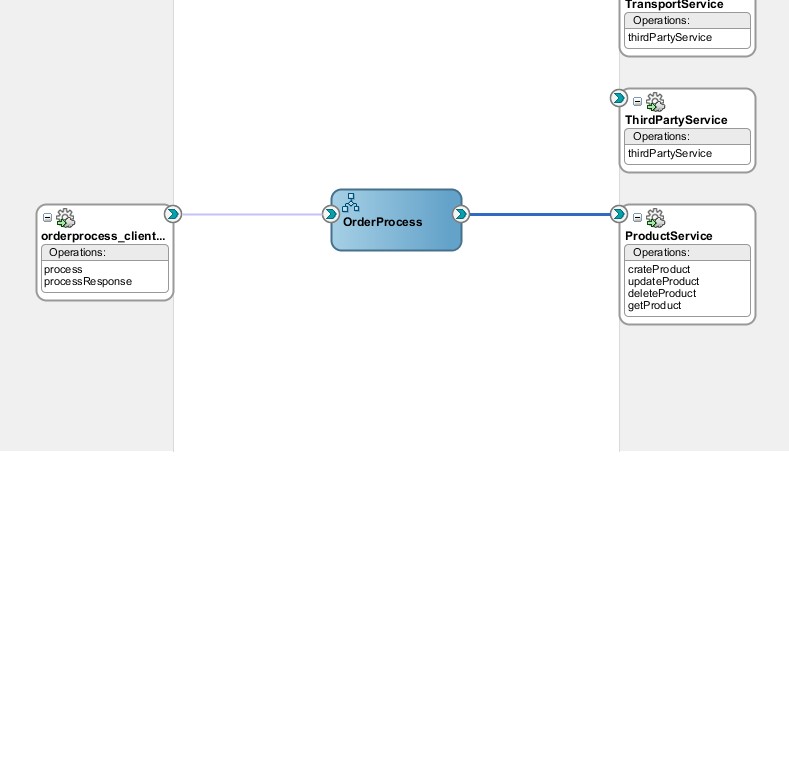 TransportService
Operations:
thirdPartyService
ThirdPartyService
Operations:
thirdPartyService
orderprocess_client...
Operations:
process
processResponse
OrderProcess
ProductService
Operations:
crateProduct
updateProduct
deleteProduct
getProduct